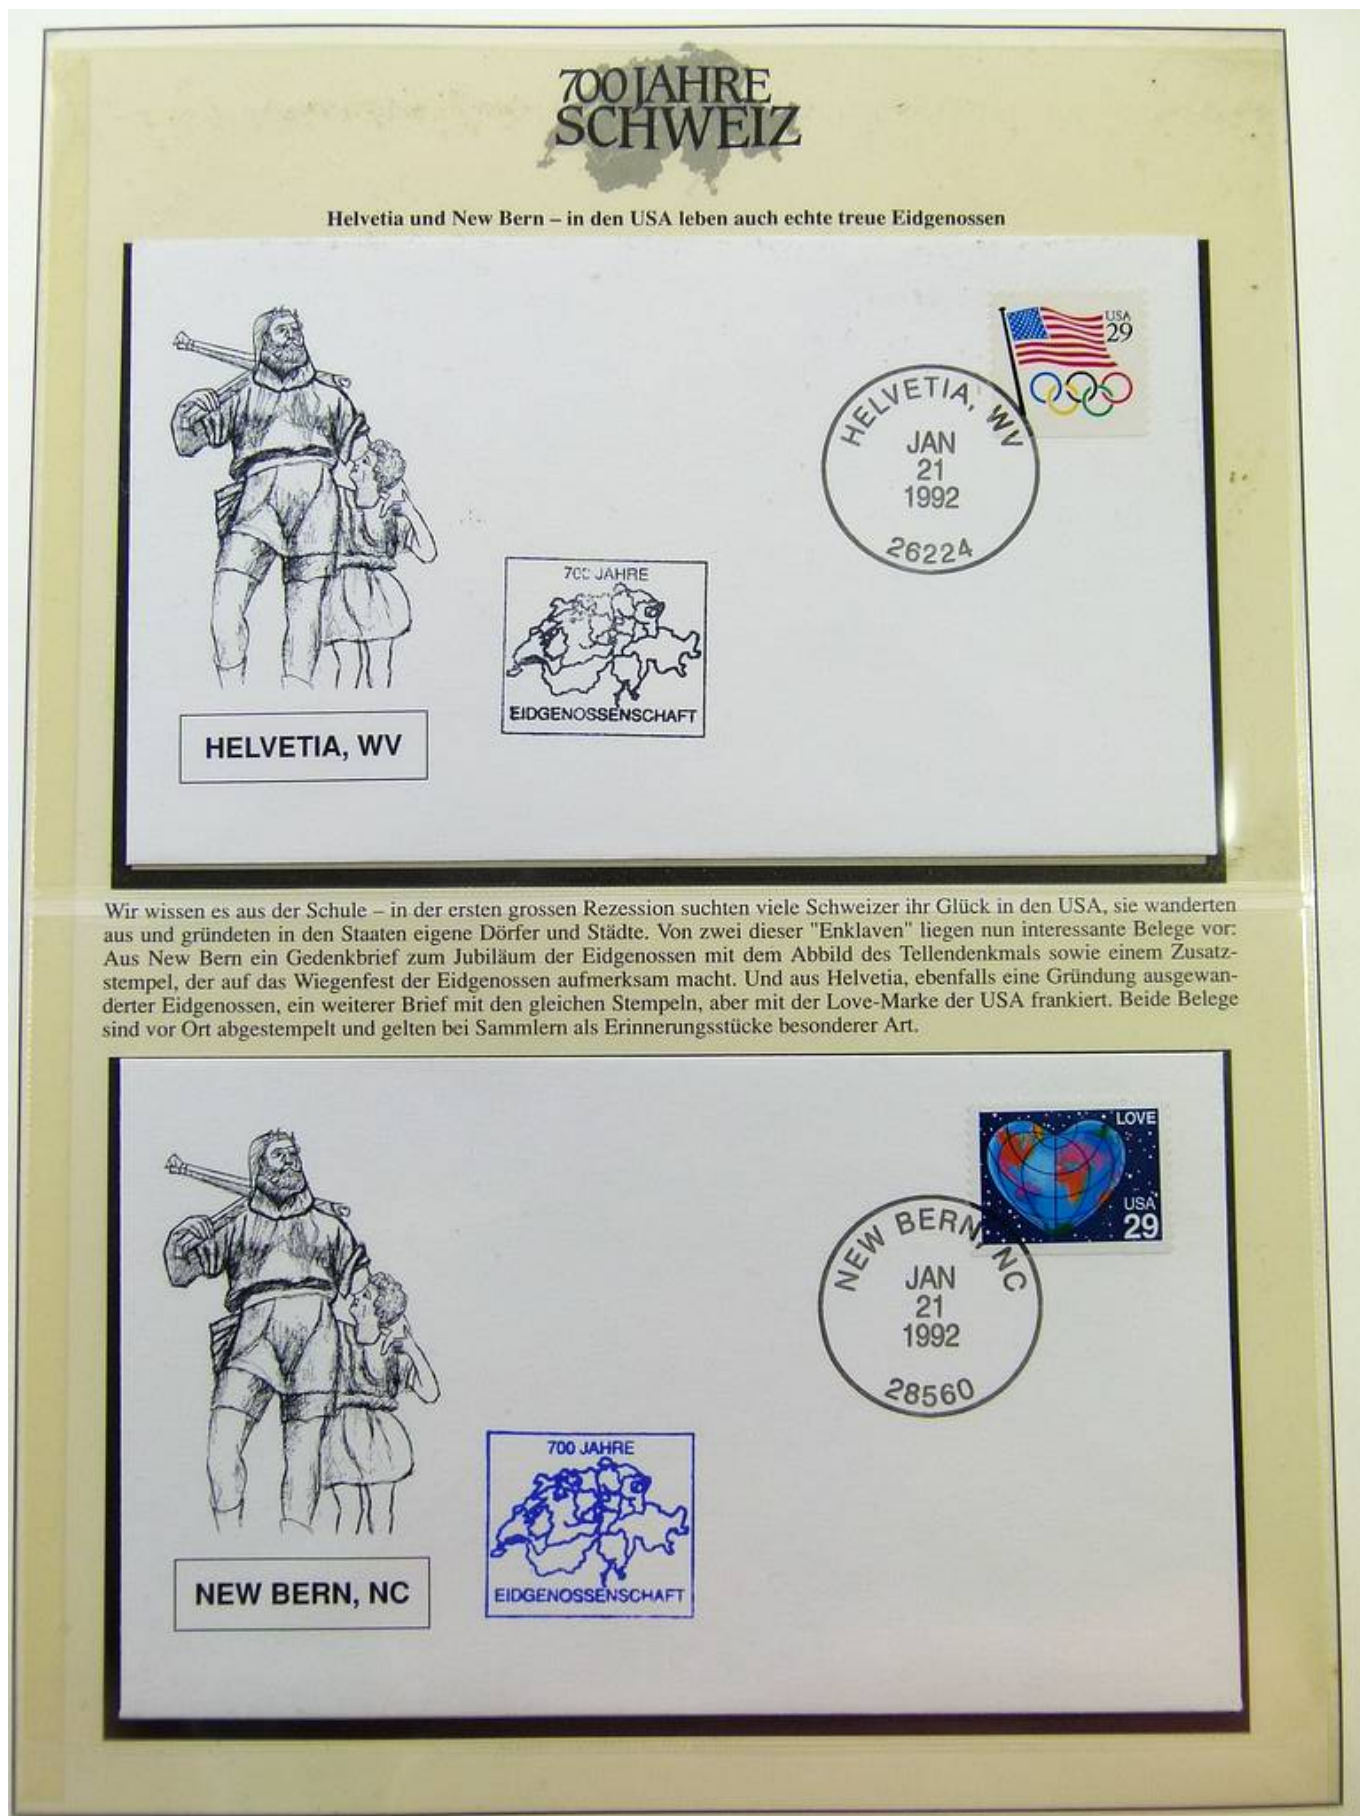 700 JAHRE
SCHWEIZ
Helvetia und New Bern – in den USA leben auch echte treue Eidgenossen
USA
29
HELVETIA, WV
JAN
21
1992
26224
700 JAHRE
EIDGENOSSENSCHAFT
HELVETIA, WV
Wir wissen es aus der Schule – in der ersten grossen Rezession suchten viele Schweizer ihr Glück in den USA, sie wanderten
aus und gründeten in den Staaten eigene Dörfer und Städte. Von zwei dieser "Enklaven" liegen nun interessante Belege vor:
Aus New Bern ein Gedenkbrief zum Jubiläum der Eidgenossen mit dem Abbild des Tellendenkmals sowie einem Zusatz-
stempel, der auf das Wiegenfest der Eidgenossen aufmerksam macht. Und aus Helvetia, ebenfalls eine Gründung ausgewan-
derter Eidgenossen, ein weiterer Brief mit den gleichen Stempeln, aber mit der Love-Marke der USA frankiert. Beide Belege
sind vor Ort abgestempelt und gelten bei Sammlern als Erinnerungsstücke besonderer Art.
LOVE
USA
29
NEW BERN, NC
JAN
21
1992
28560
700 JAHRE
EIDGENOSSENSCHAFT
NEW BERN, NC